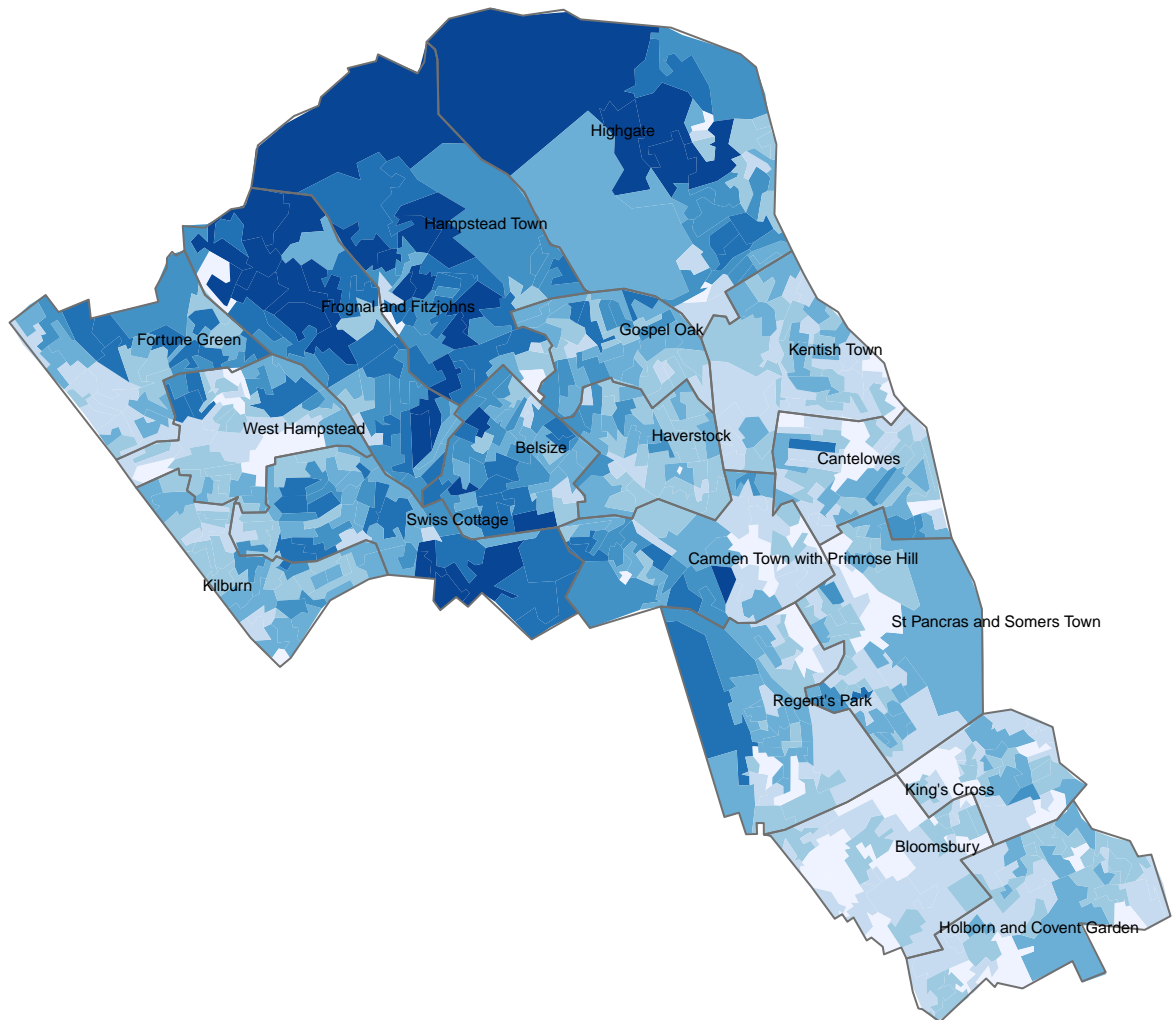 Highgate
Hampstead Town
Frognal and Fitzjohns
Gospel Oak
Fortune Green
Kentish Town
West Hampstead
Haverstock
Belsize
Cantelowes
Swiss Cottage
Camden Town with Primrose Hill
Kilburn
St Pancras and Somers Town
Regent's Park
King's Cross
Bloomsbury
Holborn and Covent Garden